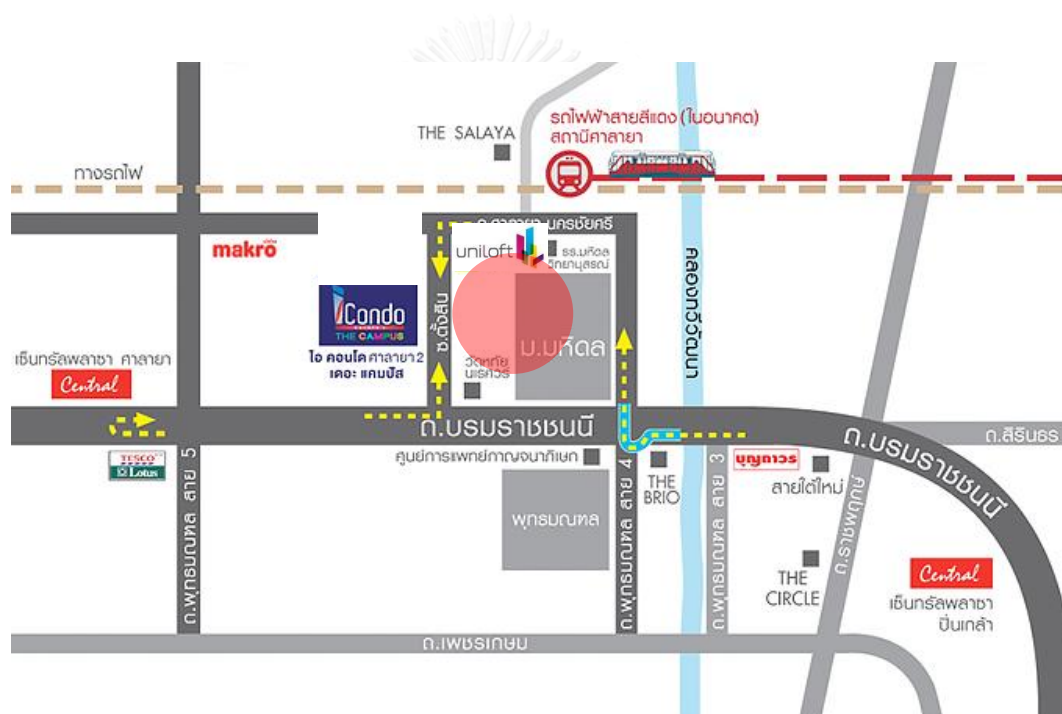 รถไฟฟ้าสายสีแดง (ในอนาคต)
สถานีศาลายา
THE SALAYA
ทางรถไฟ
ถ.ศาลายา นครชัยศรี
makro
uniloft
รร.มหิดล
วิทยานุสรณ์
คลองทวีวัฒนา
iCondo
THE CAMPUS
ไอ คอนโด ศาลายา 2
เดอะ แคมปัส
ซ.ตั้งสิน
ม.มหิดล
วัดหทัย
นเรศวร์
เซ็นทรัลพลาซา ศาลายา
Central
ถ.บรมราชชนนี
ถ.บรมราชชนนี
ถ.สิรินธร
TESCO
Lotus
ถ.พุทธมณฑล สาย 5
ศูนย์การแพทย์กาญจนาภิเษก
พุทธมณฑล
ถ.พุทธมณฑล สาย 4
THE
BRIO
ถ.พุทธมณฑล สาย 3
บุญถาวร
สายใต้ใหม่
ถ.ราชพฤกษ์
THE
CIRCLE
Central
เซ็นทรัลพลาซา
ปิ่นเกล้า
ถ.เพชรเกษม